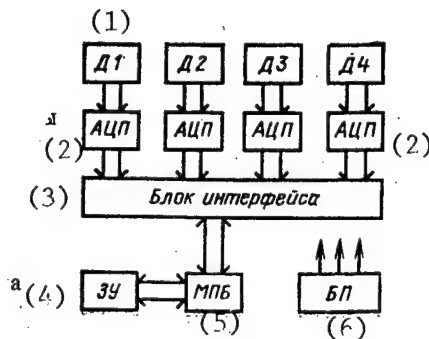 (1)
Д1 Д2 Д3 Д4
(2) АЦП АЦП АЦП АЦП (2)
(3) Блок интерфейса
а (4) ЗУ МПБ БП
(5) (6)